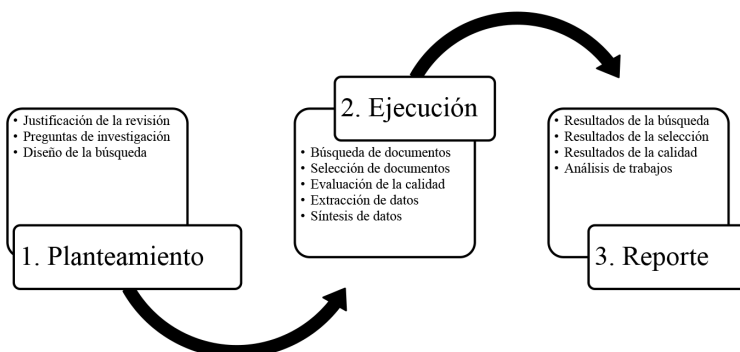 • Justificación de la revisión
• Preguntas de investigación
• Diseño de la búsqueda
1. Planteamiento
2. Ejecución
• Búsqueda de documentos
• Selección de documentos
• Evaluación de la calidad
• Extracción de datos
• Síntesis de datos
• Resultados de la búsqueda
• Resultados de la selección
• Resultados de la calidad
• Análisis de trabajos
3. Reporte